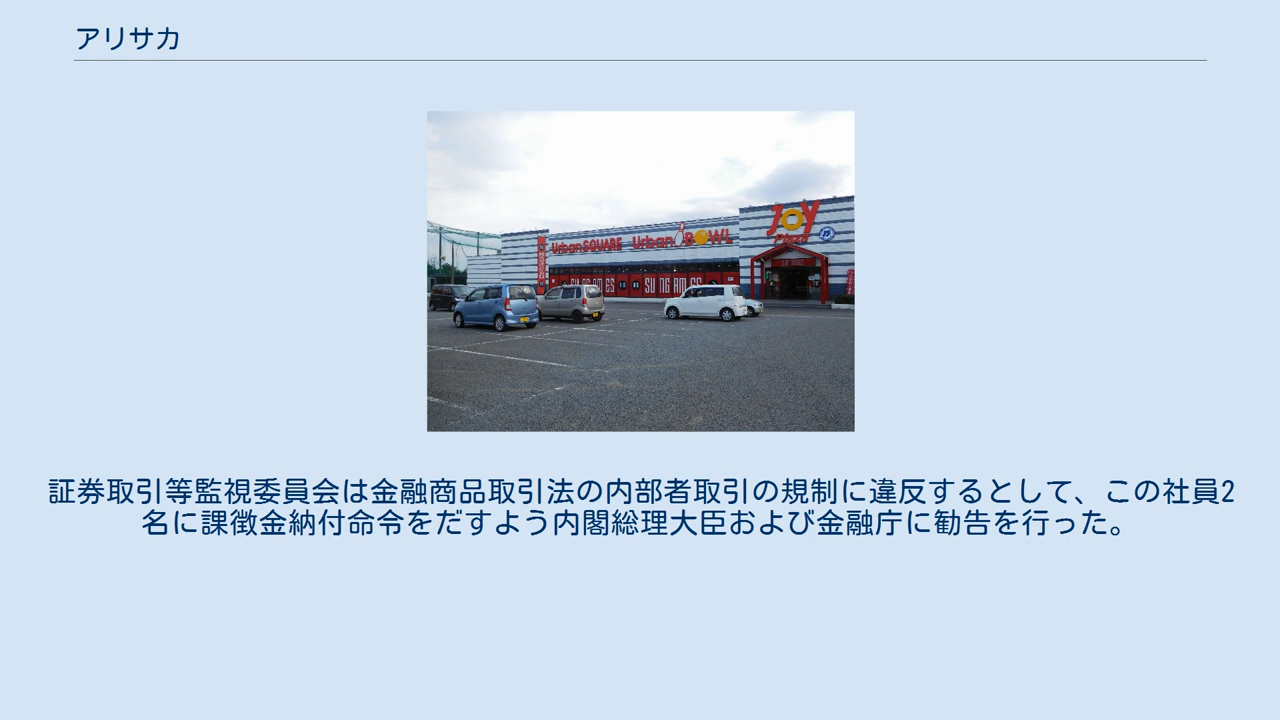 アリサカ
Urban SQUARE Urban BOWL
JOY
Plaza
証券取引等監視委員会は金融商品取引法の内部者取引の規制に違反するとして、この社員2
名に課徴金納付命令をだすよう内閣総理大臣および金融庁に勧告を行った。